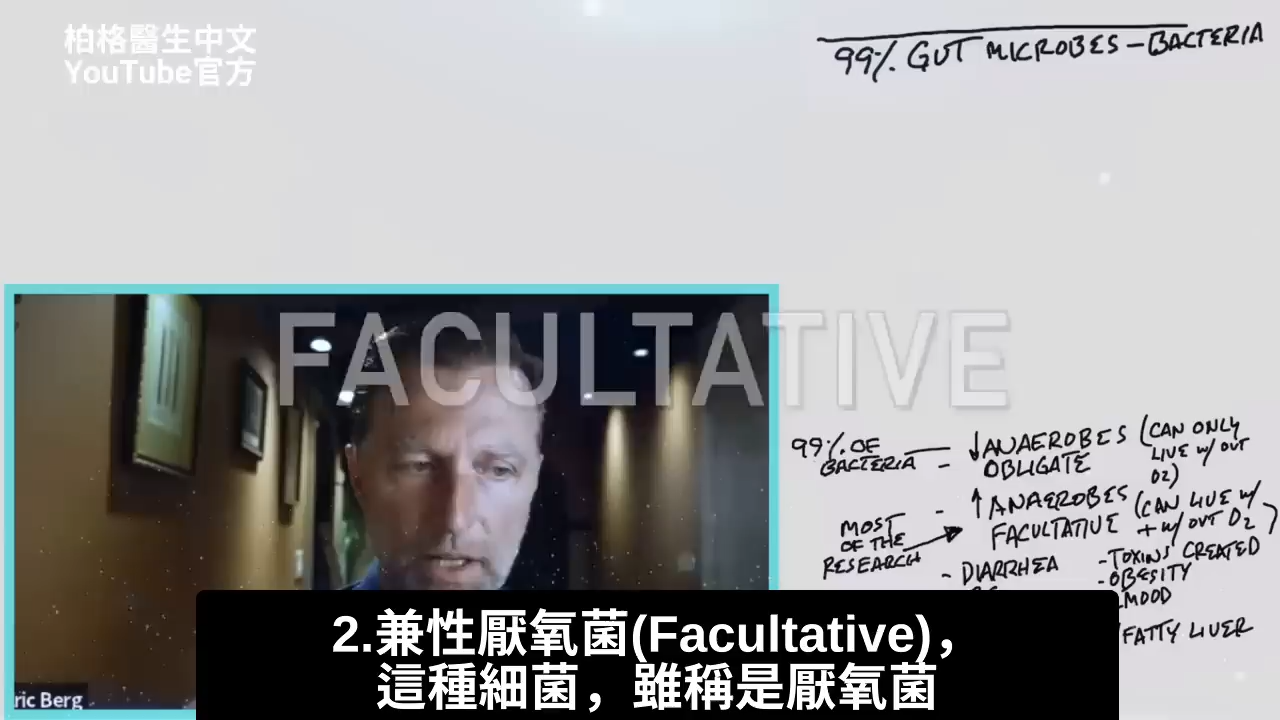 柏格醫生中文
YouTube官方
99% GUT MICROBES - BACTERIA
FACULTATIVE
99% OF
BACTERIA
- ↓ANAEROBES
OBLIGATE
(CAN ONLY
LIVE W/OUT
O2)
- ↑ANAEROBES
FACULTATIVE
(CAN LIVE W/
+ W/OUT O2)
MOST
OF THE
RESEARCH
- DIARRHEA
- TOXINS CREATED
- OBESITY
MOOD
FATTY LIVER
ric Berg
2.兼性厭氧菌(Facultative)，
這種細菌，雖稱是厭氧菌